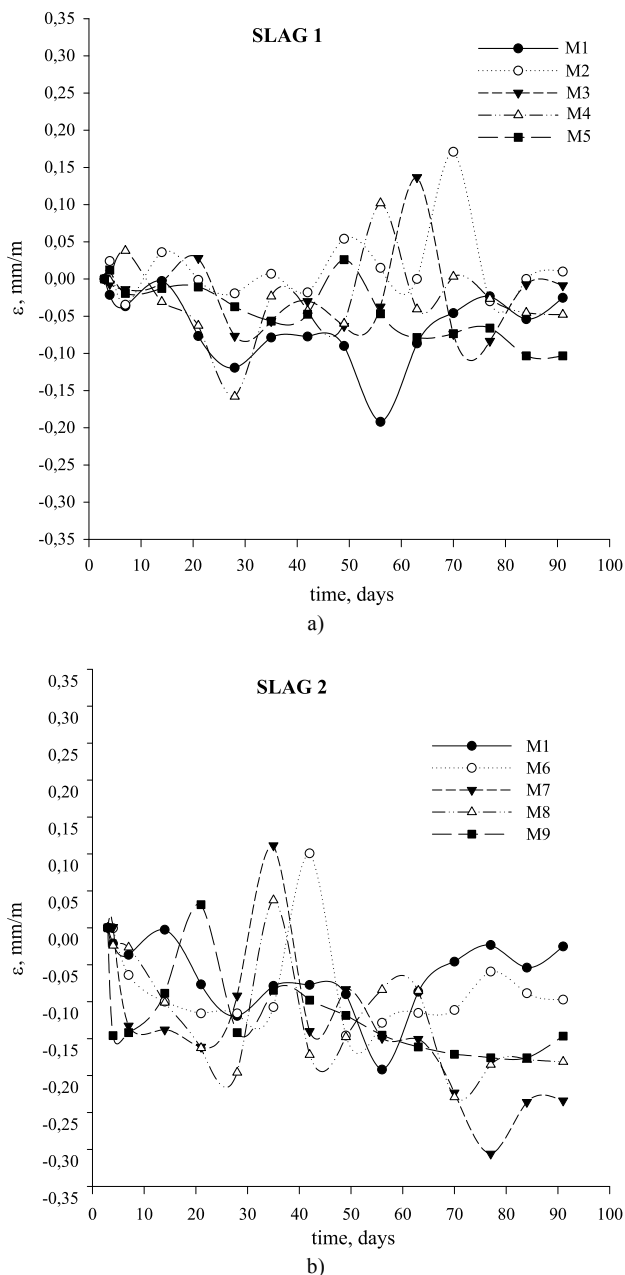 SLAG 1
M1
M2
M3
M4
M5
0,35
0,30
0,25
0,20
0,15
0,10
0,05
0,00
-0,05
-0,10
-0,15
-0,20
-0,25
-0,30
-0,35
ε, mm/m
0 10 20 30 40 50 60 70 80 90 100
time, days
a)
SLAG 2
M1
M6
M7
M8
M9
0,35
0,30
0,25
0,20
0,15
0,10
0,05
0,00
-0,05
-0,10
-0,15
-0,20
-0,25
-0,30
-0,35
ε, mm/m
0 10 20 30 40 50 60 70 80 90 100
time, days
b)